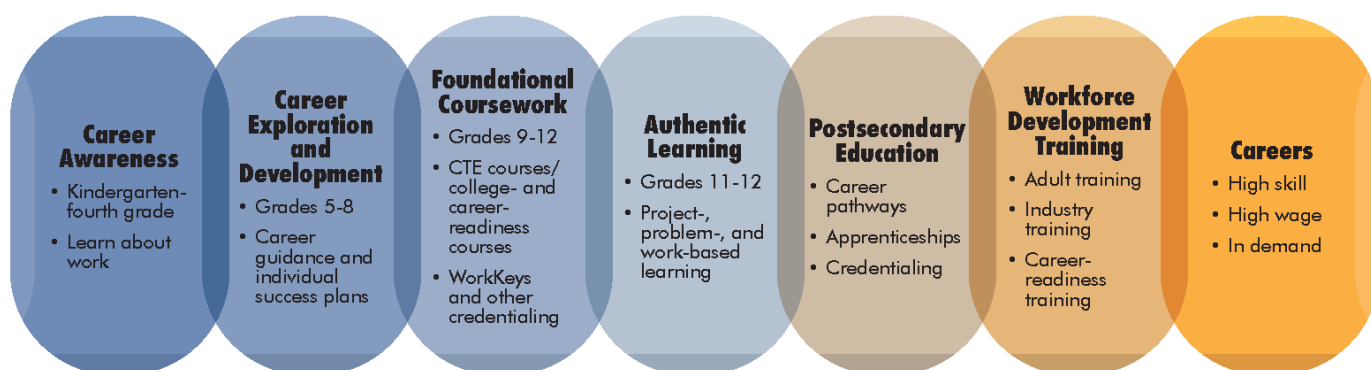 Career
Awareness
• Kindergarten-
fourth grade
• Learn about
work
Career
Exploration
and
Development
• Grades 5-8
• Career
guidance and
individual
success plans
Foundational
Coursework
• Grades 9-12
• CTE courses/
college- and
career-
readiness
courses
• WorkKeys
and other
credentialing
Authentic
Learning
• Grades 11-12
• Project-,
problem-, and
work-based
learning
Postsecondary
Education
• Career
pathways
• Apprenticeships
• Credentialing
Workforce
Development
Training
• Adult training
• Industry
training
• Career-
readiness
training
Careers
• High skill
• High wage
• In demand